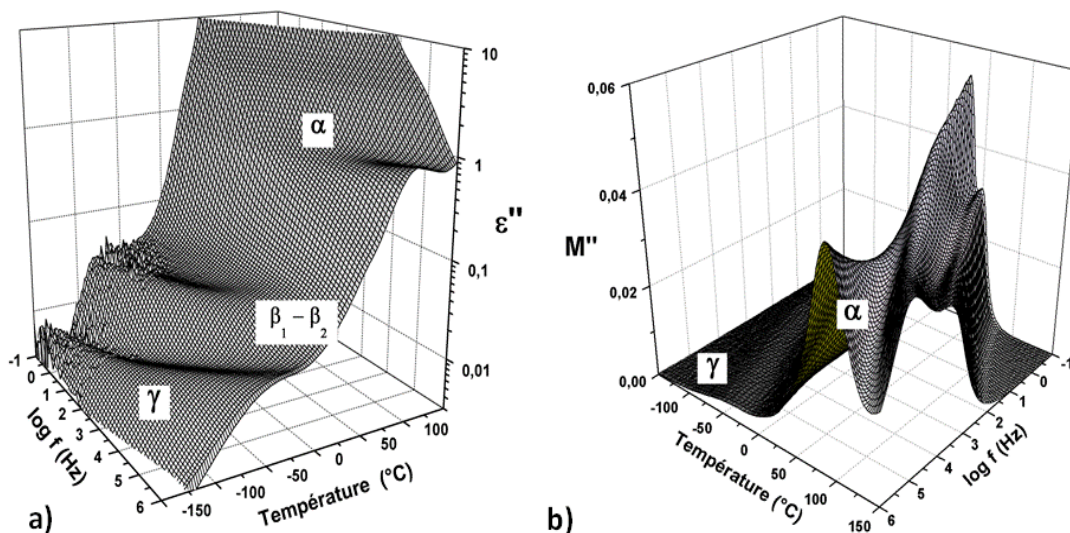 10
1
0,1
0,01
ε"
α
β₁ – β₂
γ
-1
0
1
2
3
4
5
6
log f (Hz)
-150
-100
-50
0
50
100
Température (°C)
a)
0,06
0,04
0,02
0,00
M"
α
γ
-100
-50
0
50
100
150
Température (°C)
-1
0
1
2
3
4
5
6
log f (Hz)
b)